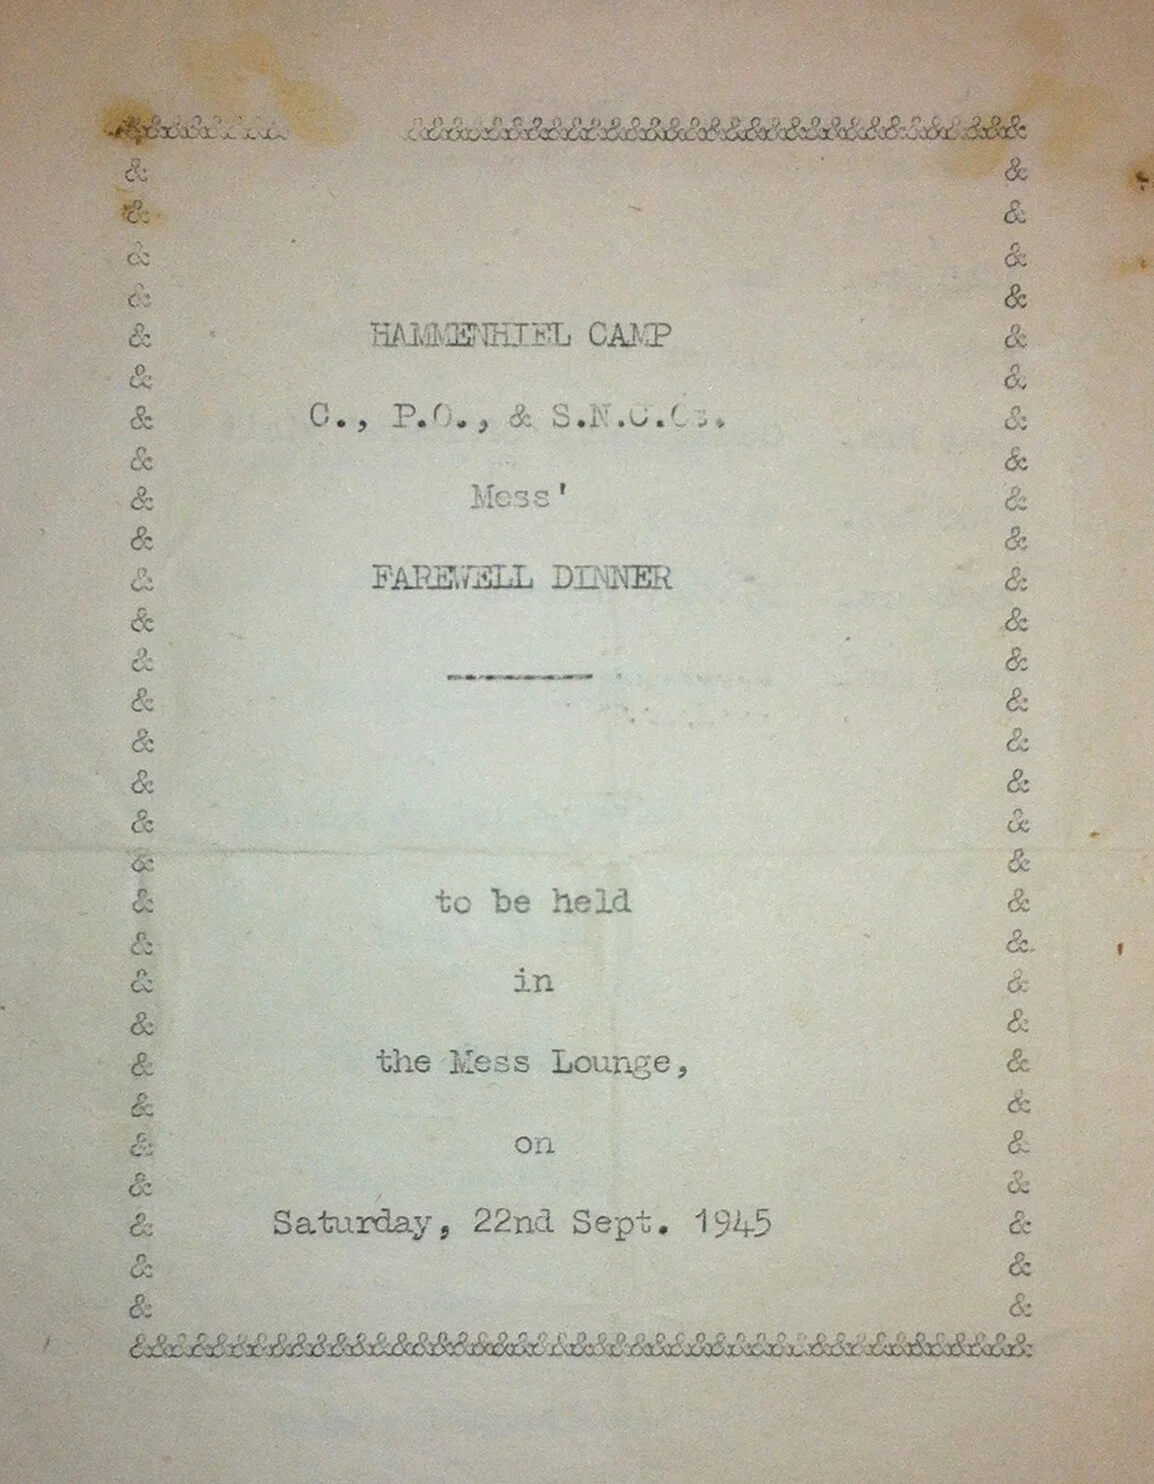 &&&&&&&& &&&&&&&&&&&&&&&&&&&&&&&&&&&&&&&
& &
& &
& &
& &
& HAMMENHIEL CAMP &
& &
& C., P.O., & S.N.C.Os. &
& &
& Mess' &
& &
& FAREWELL DINNER &
& &
& &
& &
& &
& &
& &
& &
& to be held &
& &
& in &
& &
& the Mess Lounge, &
& &
& on &
& &
& Saturday, 22nd Sept. 1945 &
& &
& &
&&&&&&&&&&&&&&&&&&&&&&&&&&&&&&&&&&&&&&&&&&&&&